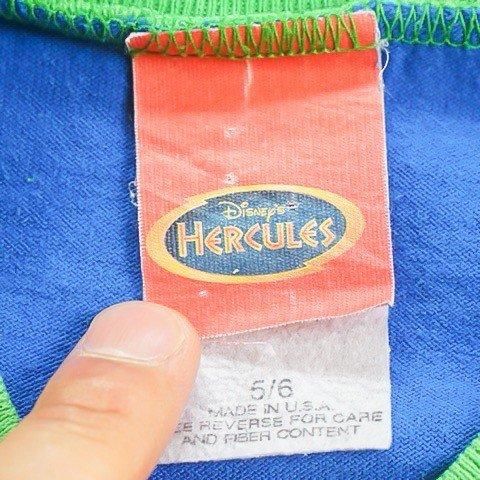 Disney's
HERCULES
5/6
MADE IN U.S.A.
REVERSE FOR CARE
AND FIBER CONTENT